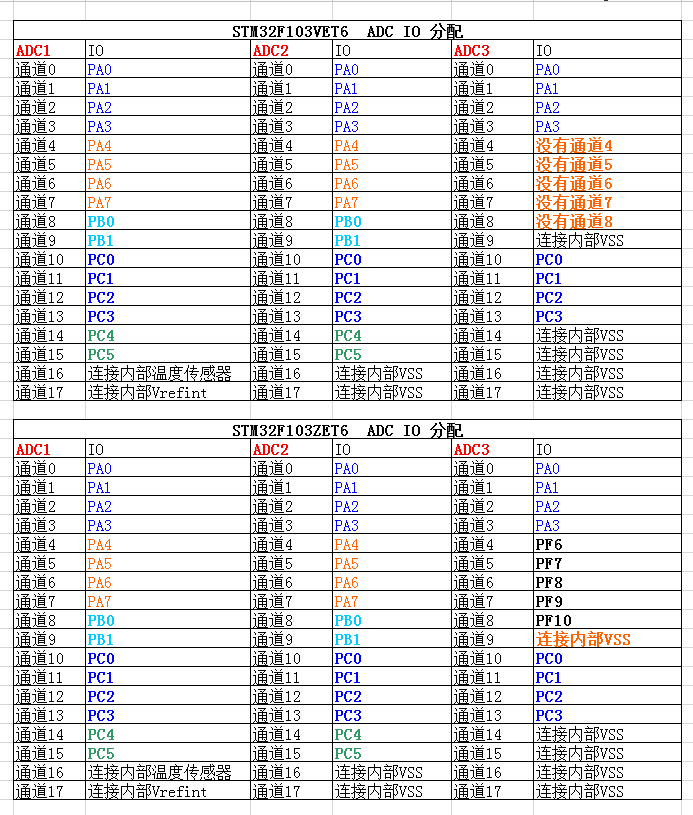 STM32F103VET6 ADC IO 分配
ADC1 IO ADC2 IO ADC3 IO
通道0 PA0 通道0 PA0 通道0 PA0
通道1 PA1 通道1 PA1 通道1 PA1
通道2 PA2 通道2 PA2 通道2 PA2
通道3 PA3 通道3 PA3 通道3 PA3
通道4 PA4 通道4 PA4 通道4 没有通道4
通道5 PA5 通道5 PA5 通道5 没有通道5
通道6 PA6 通道6 PA6 通道6 没有通道6
通道7 PA7 通道7 PA7 通道7 没有通道7
通道8 PB0 通道8 PB0 通道8 没有通道8
通道9 PB1 通道9 PB1 通道9 连接内部VSS
通道10 PC0 通道10 PC0 通道10 PC0
通道11 PC1 通道11 PC1 通道11 PC1
通道12 PC2 通道12 PC2 通道12 PC2
通道13 PC3 通道13 PC3 通道13 PC3
通道14 PC4 通道14 PC4 通道14 连接内部VSS
通道15 PC5 通道15 PC5 通道15 连接内部VSS
通道16 连接内部温度传感器 通道16 连接内部VSS 通道16 连接内部VSS
通道17 连接内部Vrefint 通道17 连接内部VSS 通道17 连接内部VSS
STM32F103ZET6 ADC IO 分配
ADC1 IO ADC2 IO ADC3 IO
通道0 PA0 通道0 PA0 通道0 PA0
通道1 PA1 通道1 PA1 通道1 PA1
通道2 PA2 通道2 PA2 通道2 PA2
通道3 PA3 通道3 PA3 通道3 PA3
通道4 PA4 通道4 PA4 通道4 PF6
通道5 PA5 通道5 PA5 通道5 PF7
通道6 PA6 通道6 PA6 通道6 PF8
通道7 PA7 通道7 PA7 通道7 PF9
通道8 PB0 通道8 PB0 通道8 PF10
通道9 PB1 通道9 PB1 通道9 连接内部VSS
通道10 PC0 通道10 PC0 通道10 PC0
通道11 PC1 通道11 PC1 通道11 PC1
通道12 PC2 通道12 PC2 通道12 PC2
通道13 PC3 通道13 PC3 通道13 PC3
通道14 PC4 通道14 PC4 通道14 连接内部VSS
通道15 PC5 通道15 PC5 通道15 连接内部VSS
通道16 连接内部温度传感器 通道16 连接内部VSS 通道16 连接内部VSS
通道17 连接内部Vrefint 通道17 连接内部VSS 通道17 连接内部VSS